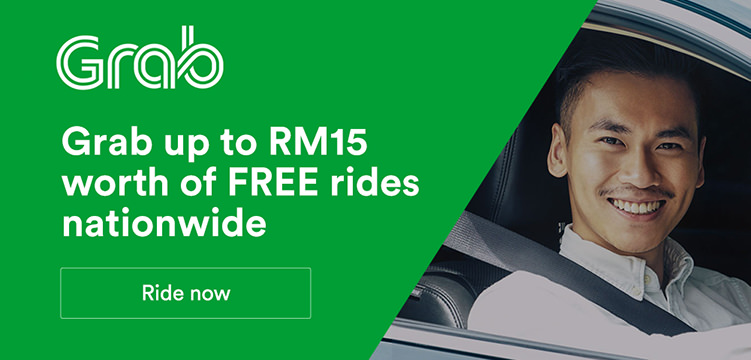 Grab
Grab up to RM15
worth of FREE rides
nationwide
Ride now